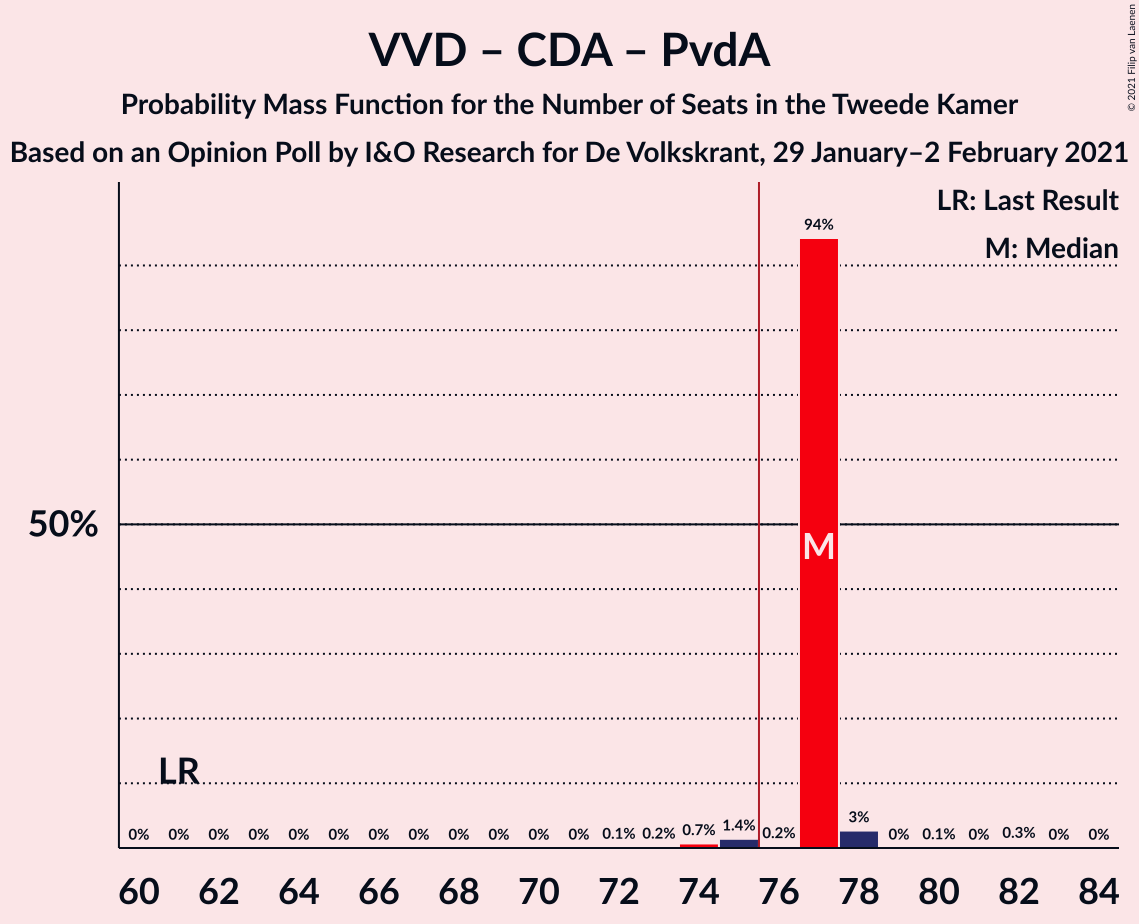 VVD – CDA – PvdA
Probability Mass Function for the Number of Seats in the Tweede Kamer
Based on an Opinion Poll by I&O Research for De Volkskrant, 29 January–2 February 2021
© 2021 Filip van Laenen
LR: Last Result
M: Median
94%
50%
M
LR
0% 0% 0% 0% 0% 0% 0% 0% 0% 0% 0% 0% 0.1% 0.2% 0.7% 1.4% 0.2% 3% 0% 0.1% 0% 0.3% 0% 0%
60 62 64 66 68 70 72 74 76 78 80 82 84